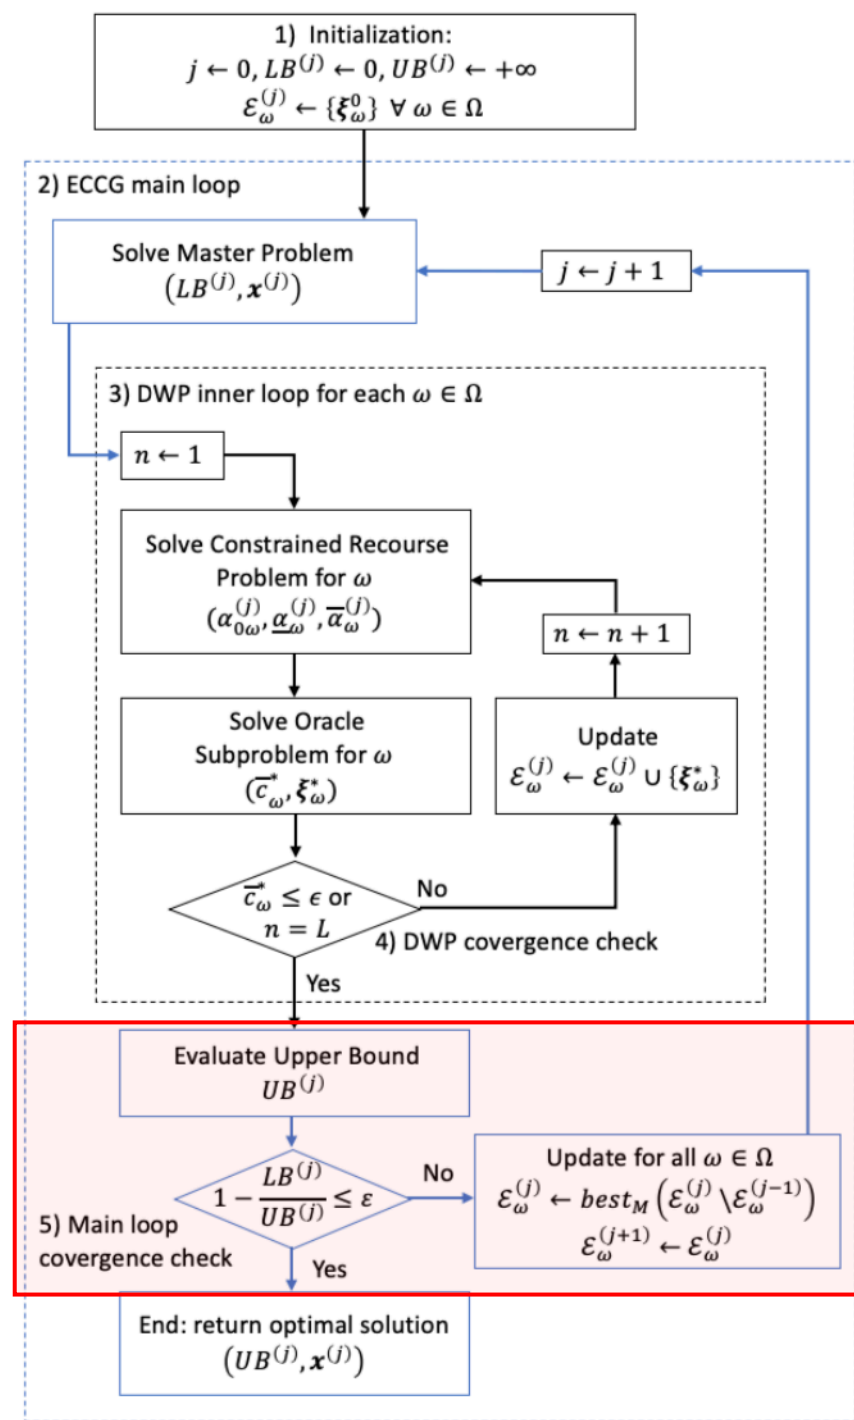 1) Initialization:
j ← 0, LB^(j) ← 0, UB^(j) ← +∞
ℰ_ω^(j) ← {ξ_ω^0} ∀ ω ∈ Ω
2) ECCG main loop
Solve Master Problem
(LB^(j), x^(j))
j ← j + 1
3) DWP inner loop for each ω ∈ Ω
n ← 1
Solve Constrained Recourse
Problem for ω
(α_0ω^(j), α̲_ω^(j), α̅_ω^(j))
n ← n + 1
Solve Oracle
Subproblem for ω
(c̅_ω^*, ξ_ω^*)
Update
ℰ_ω^(j) ← ℰ_ω^(j) ∪ {ξ_ω^*}
c̅_ω^* ≤ ϵ or
n = L
No
4) DWP covergence check
Yes
Evaluate Upper Bound
UB^(j)
1 − LB^(j)/UB^(j) ≤ ε
No
Update for all ω ∈ Ω
ℰ_ω^(j) ← best_M(ℰ_ω^(j) \ℰ_ω^(j−1))
ℰ_ω^(j+1) ← ℰ_ω^(j)
5) Main loop
covergence check
Yes
End: return optimal solution
(UB^(j), x^(j))